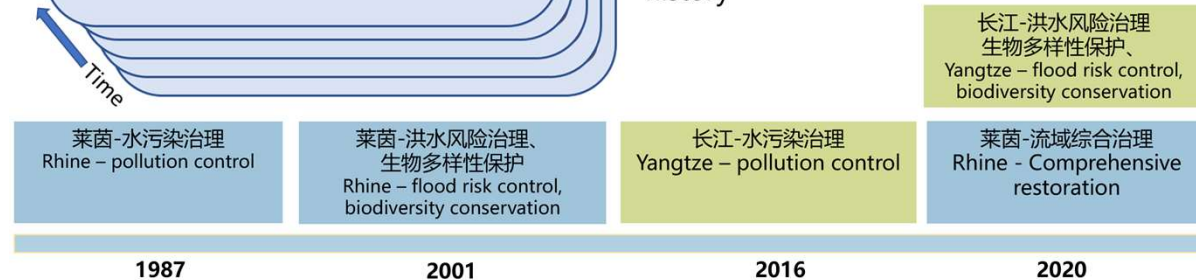 Time
长江-洪水风险治理
生物多样性保护、
Yangtze – flood risk control,
biodiversity conservation
莱茵-水污染治理
Rhine – pollution control
莱茵-洪水风险治理、
生物多样性保护
Rhine – flood risk control,
biodiversity conservation
长江-水污染治理
Yangtze – pollution control
莱茵-流域综合治理
Rhine - Comprehensive
restoration
1987
2001
2016
2020